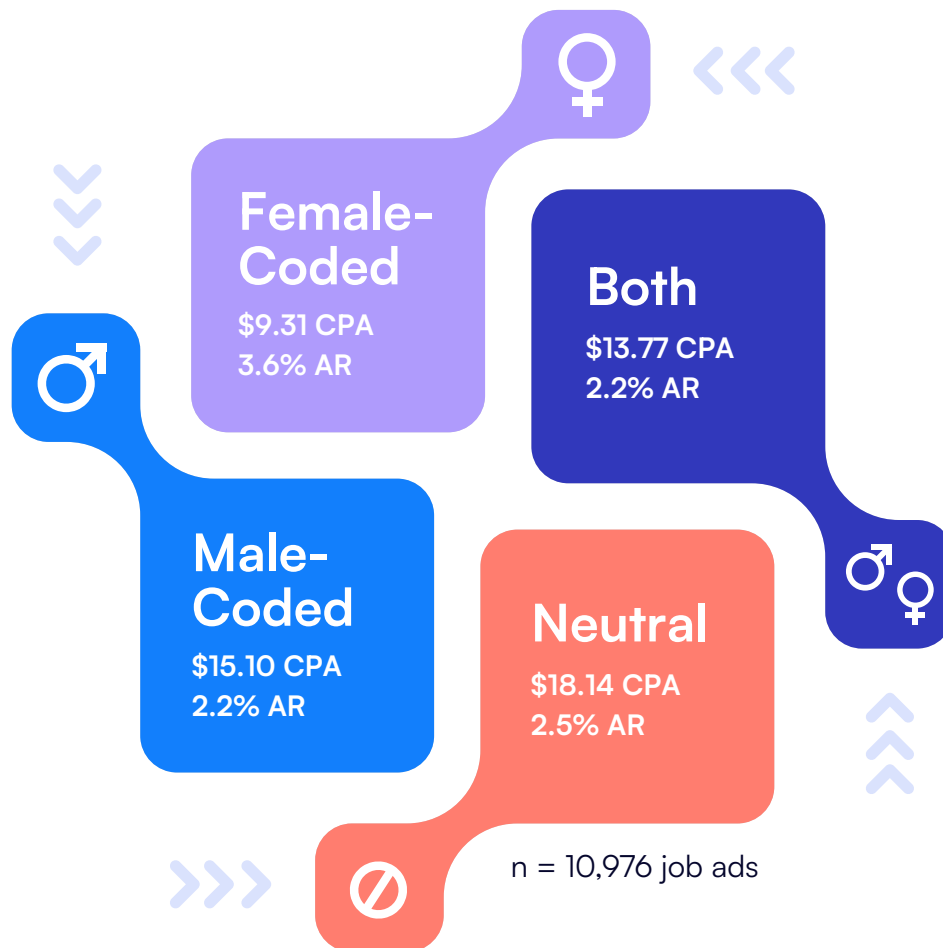 Female-
Coded
$9.31 CPA
3.6% AR
Both
$13.77 CPA
2.2% AR
Male-
Coded
$15.10 CPA
2.2% AR
Neutral
$18.14 CPA
2.5% AR
n = 10,976 job ads